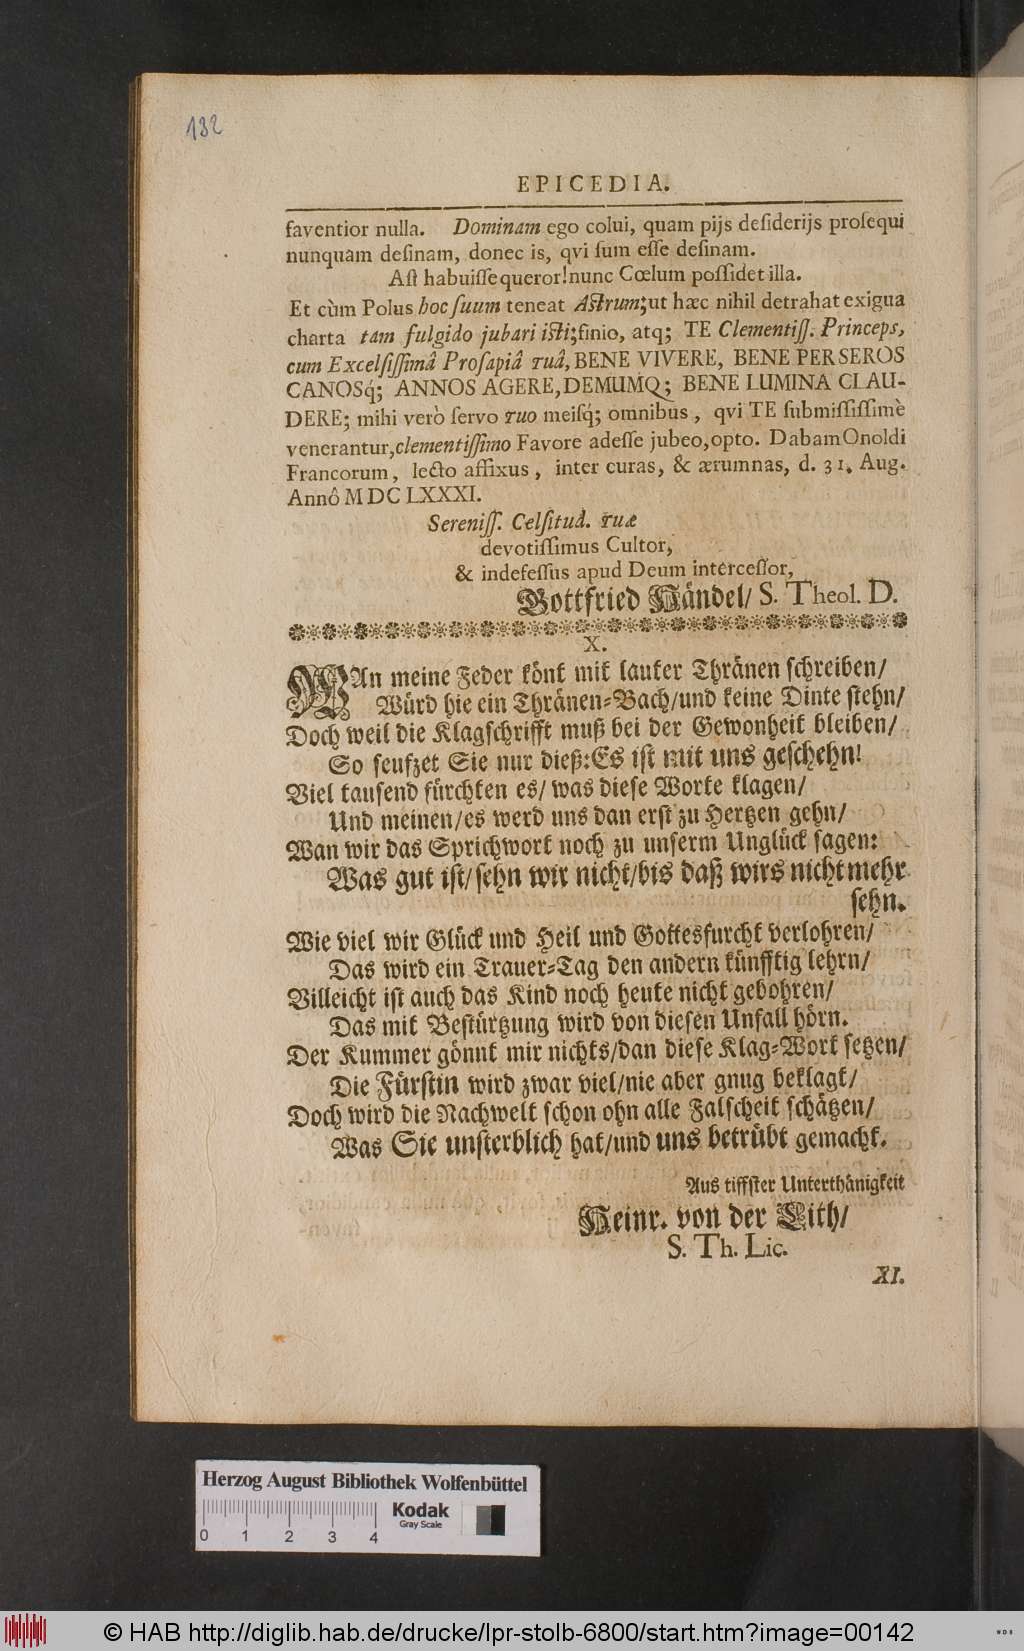 132
EPICEDIA.
faventior nulla. Dominam ego colui, quam pijs deſiderijs proſequi
nunquam deſinam, donec is, qvi ſum eſſe deſinam.
Aſt habuiſſe queror! nunc Cœlum poſſidet illa.
Et cùm Polus hoc ſuum teneat Aſtrum; ut hæc nihil detrahat exigua
charta tam fulgido jubari iſti; finio, atq; TE Clementiſſ. Princeps,
cum Excelſiſſimâ Proſapiâ TUâ, BENE VIVERE, BENE PER SEROS
CANOSq́; ANNOS AGERE, DEMUMQ; BENE LUMINA CLAU-
DERE; mihi verò ſervo TUO meiſq́; omnibus, qvi TE ſubmiſſiſſimè
venerantur, clementiſſimo Favore adeſſe jubeo, opto. Dabam Onoldi
Francorum, lecto affixus, inter curas, & ærumnas, d. 31. Aug.
Annô M DC LXXXI.
Sereniſſ. Celſitud. TUÆ
devotiſſimus Cultor,
& indefeſſus apud Deum interceſſor,
Gottfried Händel/ S. Theol. D.
X.
WAn meine Feder könt mit lauter Thränen ſchreiben/
Würd hie ein Thränen-Bach/und keine Dinte ſtehn/
Doch weil die Klagſchrifft muß bei der Gewonheit bleiben/
So ſeufzet Sie nur dieß: Es iſt mit uns geſchehn!
Viel tauſend fürchten es/ was dieſe Worte klagen/
Und meinen/es werd uns dan erſt zu Hertzen gehn/
Wan wir das Sprichwort noch zu unſerm Unglück ſagen:
Was gut iſt/ſehn wir nicht/bis daß wirs nicht mehr
ſehn.
Wie viel wir Glück und Heil und Gottesfurcht verlohren/
Das wird ein Trauer-Tag den andern künfftig lehrn/
Villeicht iſt auch das Kind noch heute nicht gebohren/
Das mit Beſtürtzung wird von dieſen Unfall hörn.
Der Kummer gönnt mir nichts/dan dieſe Klag-Wort ſetzen/
Die Fürſtin wird zwar viel/nie aber gnug beklagt/
Doch wird die Nachwelt ſchon ohn alle Falſcheit ſchätzen/
Was Sie unſterblich hat/und uns betrübt gemacht.
Aus tiffſter Unterthänigkeit
Heinr. von der Lith/
S. Th. Lic.
XI.
Herzog August Bibliothek Wolfenbüttel
Kodak
Gray Scale
0 1 2 3 4
© HAB http://diglib.hab.de/drucke/lpr-stolb-6800/start.htm?image=00142